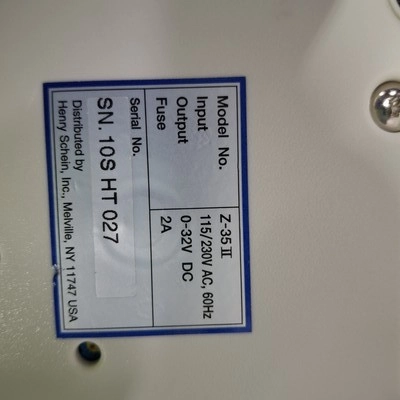 Model No. Z-35 II
Input 115/230V AC, 60Hz
Output 0-32V DC
Fuse 2A
Serial No.
SN. 10S HT 027
Distributed by
Henry Schein, Inc., Melville, NY 11747 USA